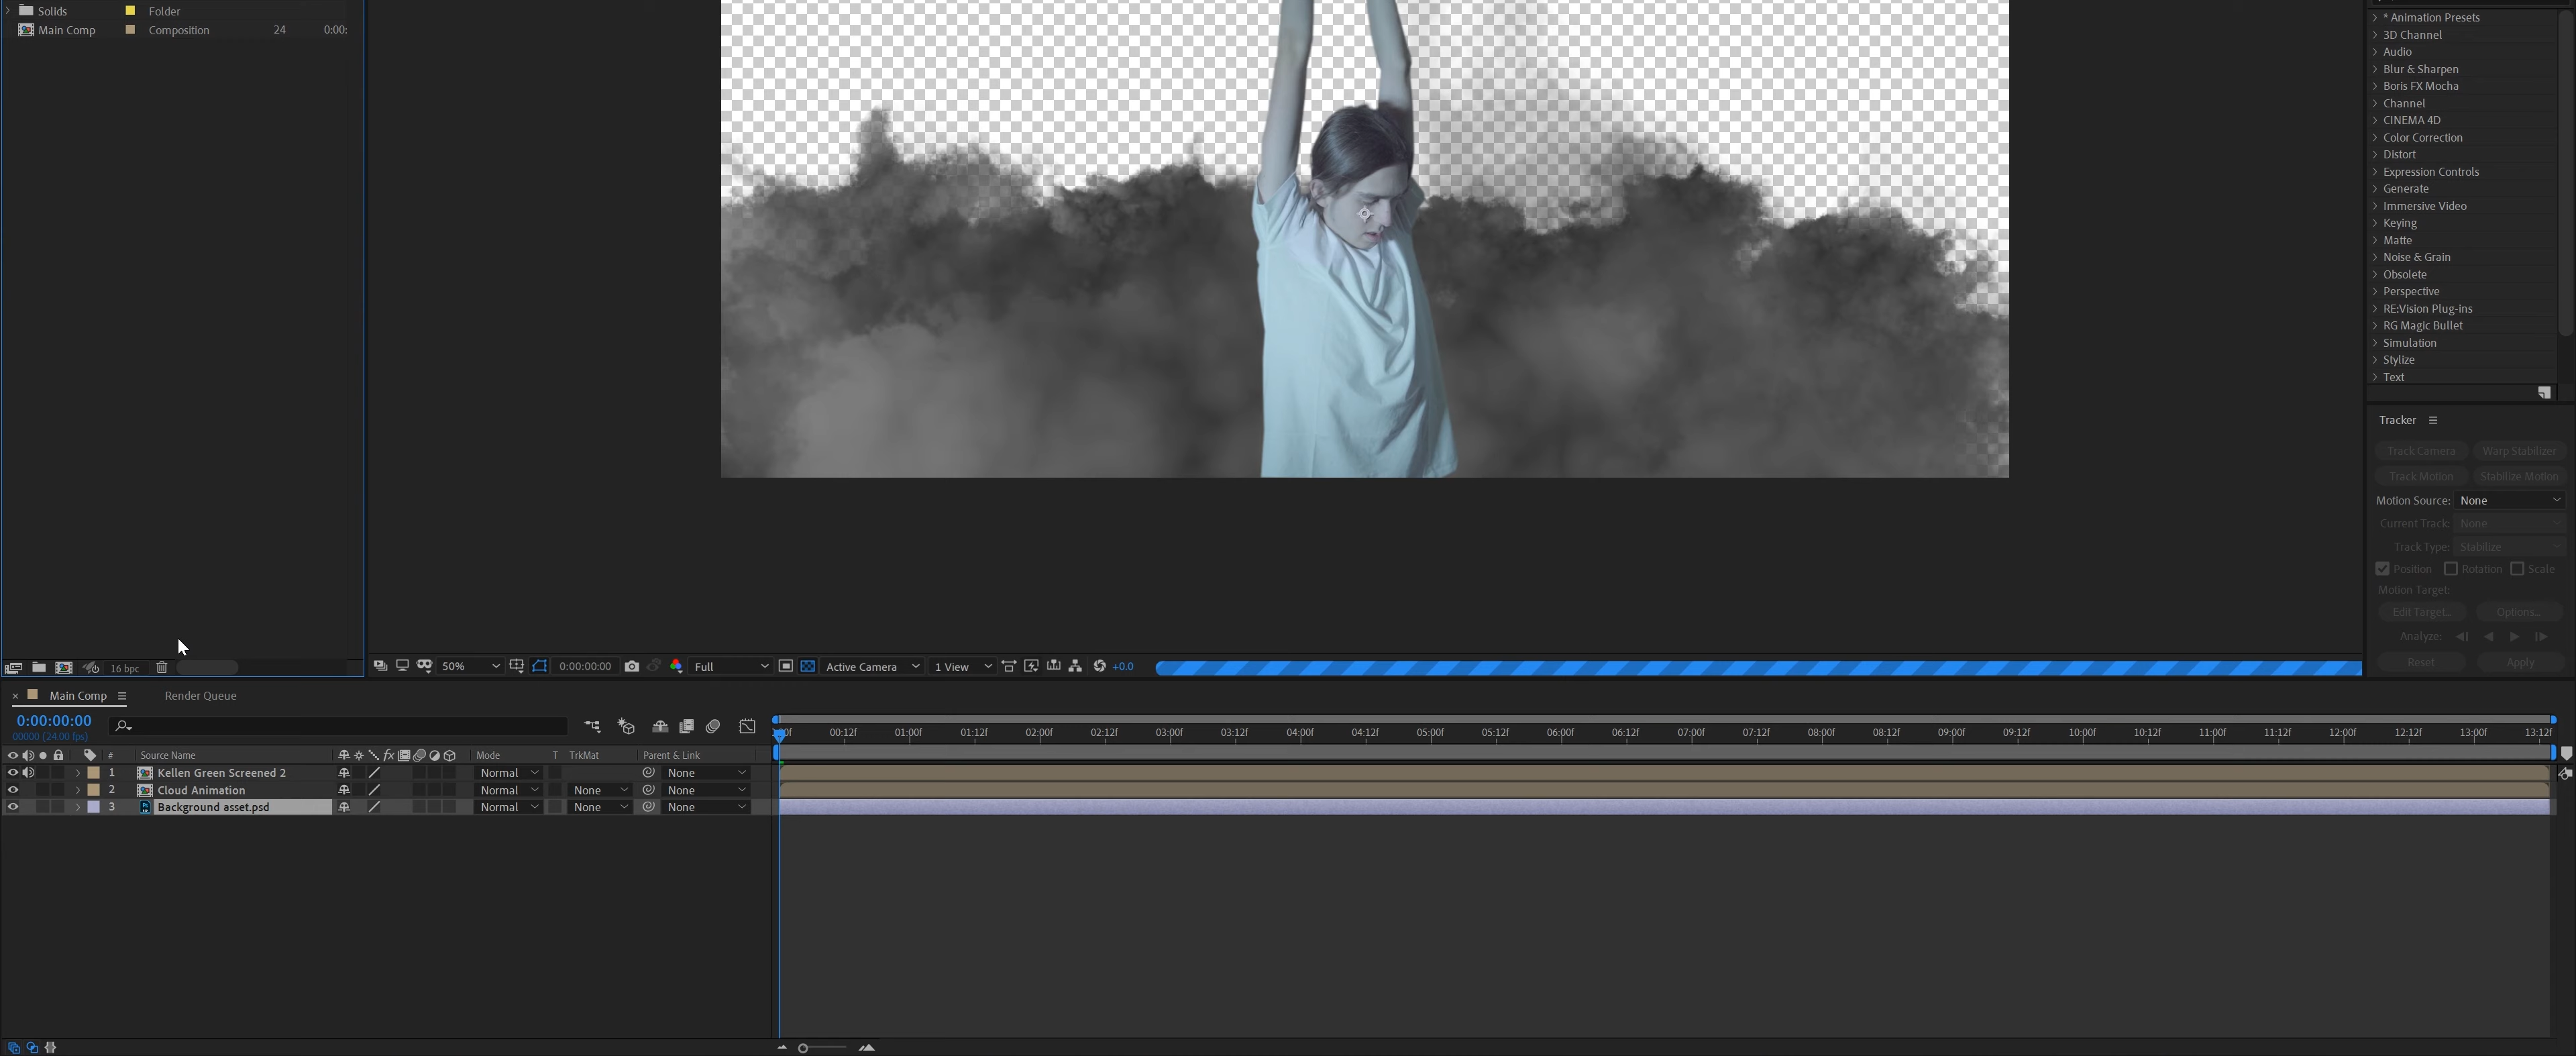 Solids Folder
Main Comp Composition 24 0:00:
* Animation Presets
3D Channel
Audio
Blur & Sharpen
Boris FX Mocha
Channel
CINEMA 4D
Color Correction
Distort
Expression Controls
Generate
Immersive Video
Keying
Matte
Noise & Grain
Obsolete
Perspective
RE:Vision Plug-ins
RG Magic Bullet
Simulation
Stylize
Text
Tracker
Track Camera Warp Stabilizer
Track Motion Stabilize Motion
Motion Source: None
Current Track: None
Track Type: Stabilize
Position Rotation Scale
Motion Target:
Edit Target... Options...
Analyze:
Reset Apply
16 bpc
50% 0:00:00:00 Full Active Camera 1 View +0.0
Main Comp Render Queue
0:00:00:00
00000 (24.00 fps)
00:12f 01:00f 01:12f 02:00f 02:12f 03:00f 03:12f 04:00f 04:12f 05:00f 05:12f 06:00f 06:12f 07:00f 07:12f 08:00f 08:12f 09:00f 09:12f 10:00f 10:12f 11:00f 11:12f 12:00f 12:12f 13:00f 13:12f
# Source Name fx Mode T TrkMat Parent & Link
1 Kellen Green Screened 2 Normal None
2 Cloud Animation Normal None None
3 Background asset.psd Normal None None